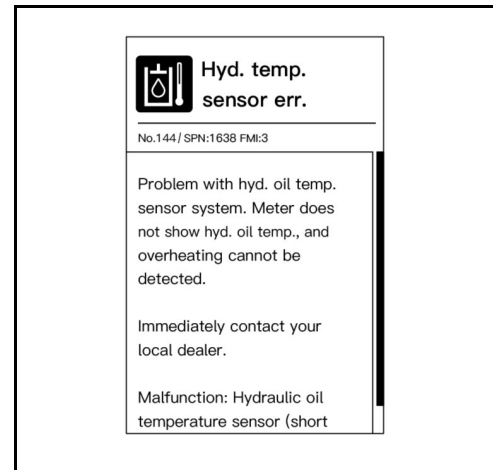 Hyd. temp.
sensor err.
No.144/ SPN:1638 FMI:3
Problem with hyd. oil temp.
sensor system. Meter does
not show hyd. oil temp., and
overheating cannot be
detected.
Immediately contact your
local dealer.
Malfunction: Hydraulic oil
temperature sensor (short